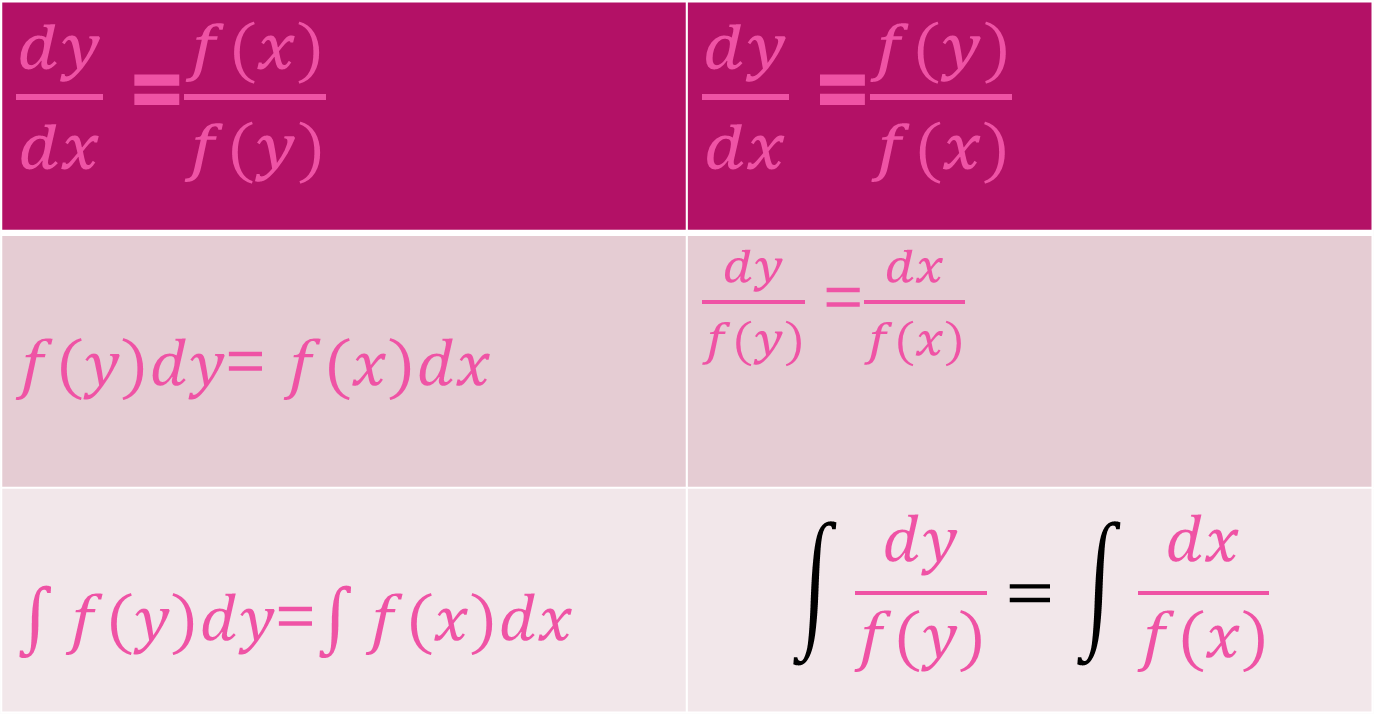 dy/dx = f(x)/f(y)
dy/dx = f(y)/f(x)
f(y)dy= f(x)dx
dy/f(y) = dx/f(x)
∫ f(y)dy=∫ f(x)dx
∫ dy/f(y) = ∫ dx/f(x)